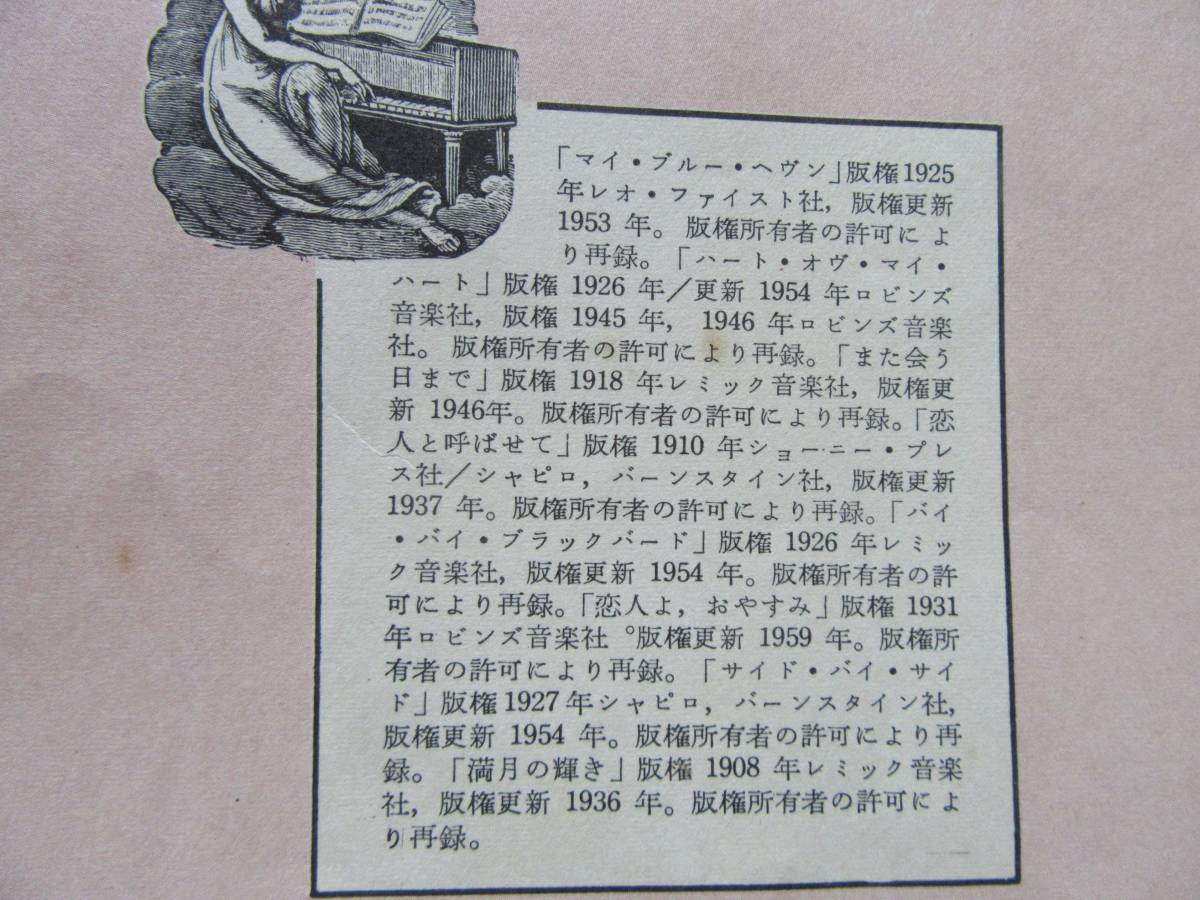 「マイ・ブルー・ヘヴン」版権1925
年レオ・ファイスト社，版権更新
1953 年。版権所有者の許可によ
り再録。「ハート・オヴ・マイ・
ハート」版権 1926 年／更新 1954 年ロビンズ
音楽社，版権 1945 年，1946 年ロビンズ音楽
社。版権所有者の許可により再録。「また会う
日まで」版権 1918 年レミック音楽社，版権更
新 1946年。版権所有者の許可により再録。「恋
人と呼ばせて」版権 1910 年ショーニー・プレ
ス社／シャピロ，バーンスタイン社，版権更新
1937 年。版権所有者の許可により再録。「バイ
・バイ・ブラックバード」版権 1926 年レミッ
ク音楽社，版権更新 1954 年。版権所有者の許
可により再録。「恋人よ，おやすみ」版権 1931
年ロビンズ音楽社°版権更新 1959 年。版権所
有者の許可により再録。「サイド・バイ・サイ
ド」版権1927年シャピロ，バーンスタイン社，
版権更新 1954 年。版権所有者の許可により再
録。「満月の輝き」版権 1908 年レミック音楽
社，版権更新 1936 年。版権所有者の許可によ
り再録。